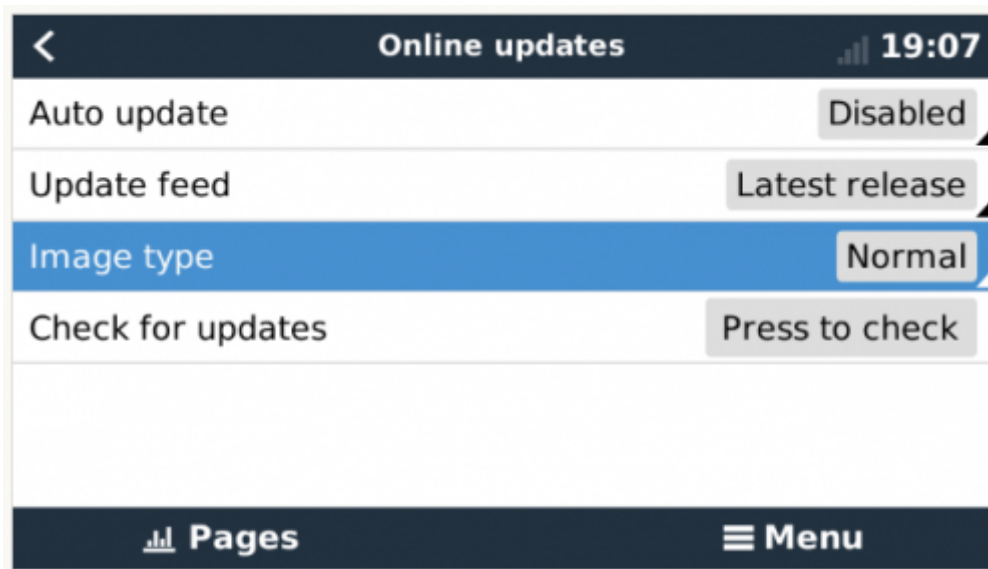 Online updates 19:07
Auto update Disabled
Update feed Latest release
Image type Normal
Check for updates Press to check
Pages Menu